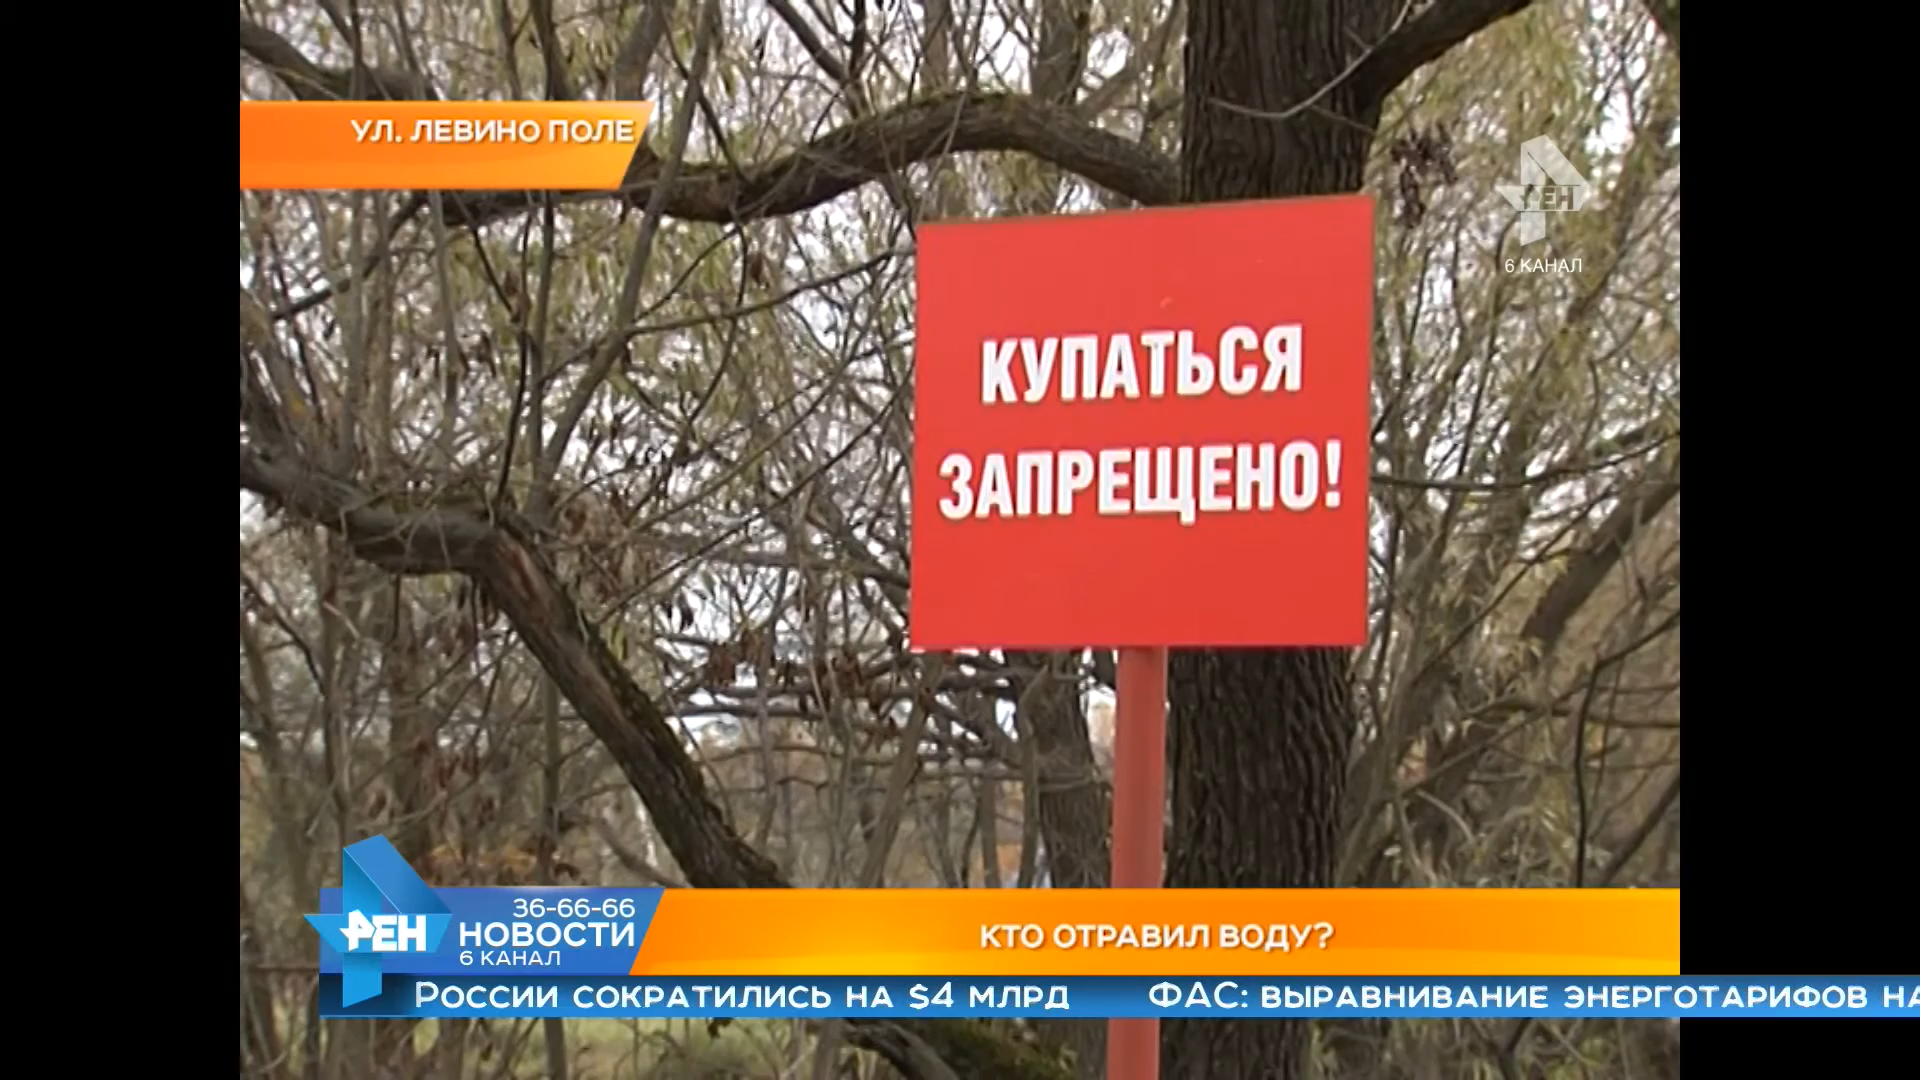 УЛ. ЛЕВИНО ПОЛЕ
РЕН
6 КАНАЛ
КУПАТЬСЯ
ЗАПРЕЩЕНО!
36-66-66
РЕН
НОВОСТИ
6 КАНАЛ
КТО ОТРАВИЛ ВОДУ?
РОССИИ СОКРАТИЛИСЬ НА $4 МЛРД ФАС: ВЫРАВНИВАНИЕ ЭНЕРГОТАРИФОВ НА